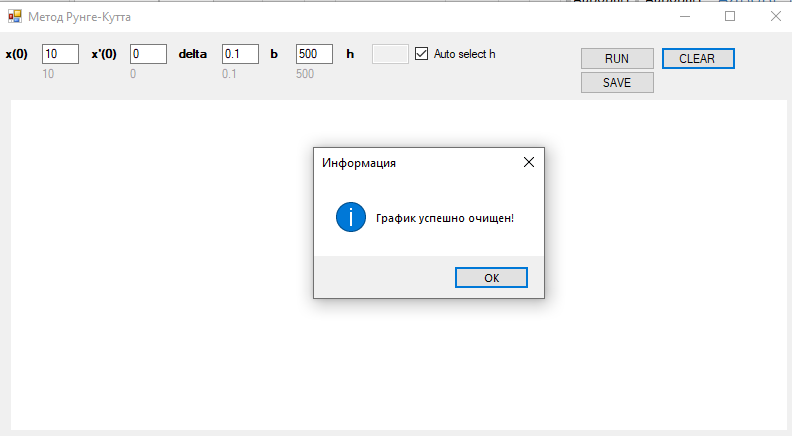 Метод Рунге-Кутта
x(0) 10 x'(0) 0 delta 0.1 b 500 h Auto select h
10 0 0.1 500
RUN CLEAR
SAVE
Информация
График успешно очищен!
OK